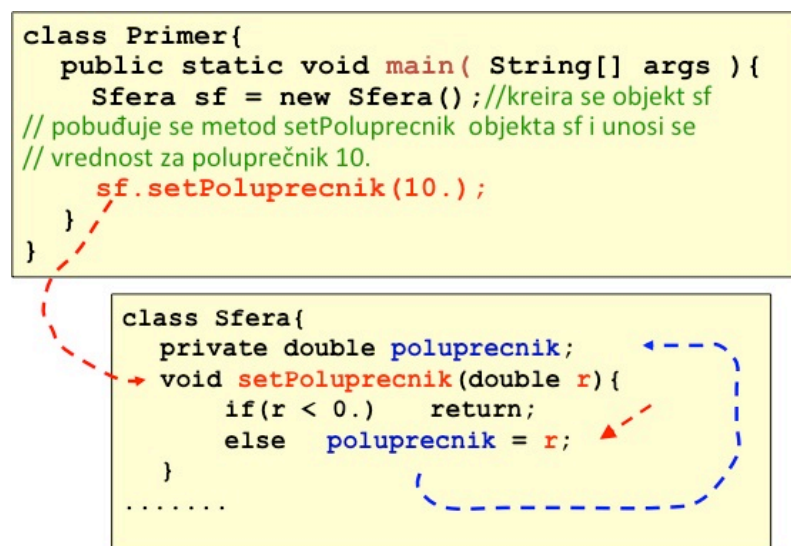 class Primer{
public static void main( String[] args ){
Sfera sf = new Sfera();//kreira se objekt sf
// pobuđuje se metod setPoluprecnik objekta sf i unosi se
// vrednost za poluprečnik 10.
sf.setPoluprecnik(10.);
}
}
class Sfera{
private double poluprecnik;
void setPoluprecnik(double r){
if(r < 0.) return;
else poluprecnik = r;
}
.......